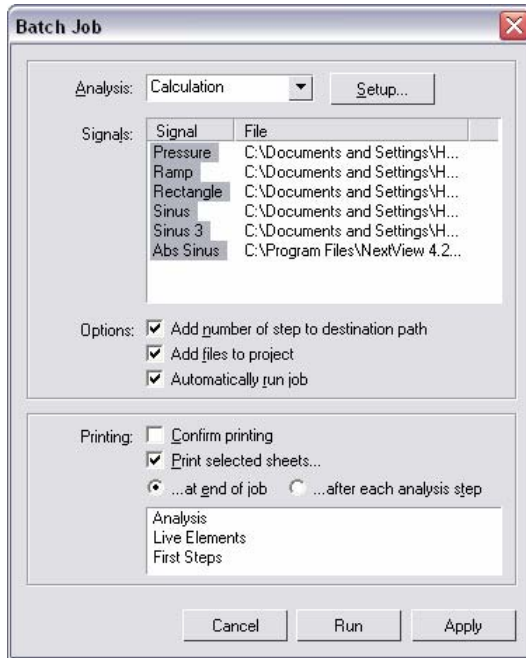 Batch Job
Analysis: Calculation Setup...
Signals: Signal File
Pressure C:\Documents and Settings\H...
Ramp C:\Documents and Settings\H...
Rectangle C:\Documents and Settings\H...
Sinus C:\Documents and Settings\H...
Sinus 3 C:\Documents and Settings\H...
Abs Sinus C:\Program Files\NextView 4.2...
Options: Add number of step to destination path
Add files to project
Automatically run job
Printing: Confirm printing
Print selected sheets...
...at end of job ...after each analysis step
Analysis
Live Elements
First Steps
Cancel Run Apply